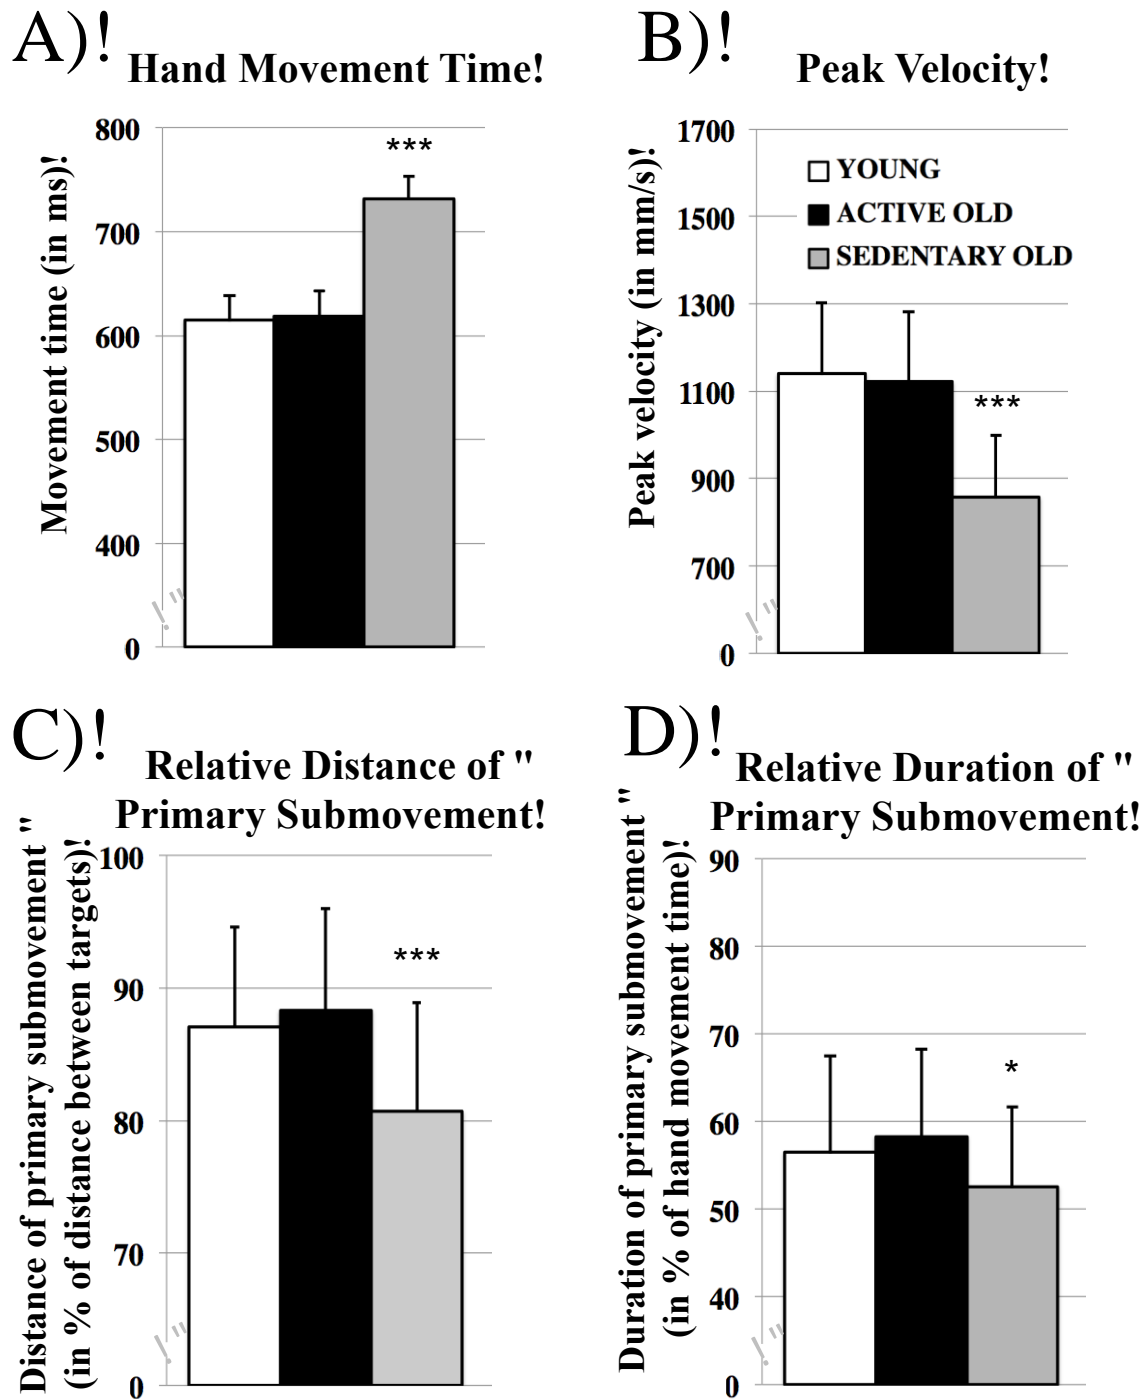 A)!
Hand Movement Time!
Movement time (in ms)!
800
700
600
500
400
0
***
!"
B)!
Peak Velocity!
Peak velocity (in mm/s)!
1700
1500
1300
1100
900
700
0
YOUNG
ACTIVE OLD
SEDENTARY OLD
***
!"
C)!
Relative Distance of "
Primary Submovement!
Distance of primary submovement "
(in % of distance between targets)!
100
90
80
70
0
***
!"
D)!
Relative Duration of "
Primary Submovement!
Duration of primary submovement "
(in % of hand movement time)!
90
80
70
60
50
40
0
*
!"